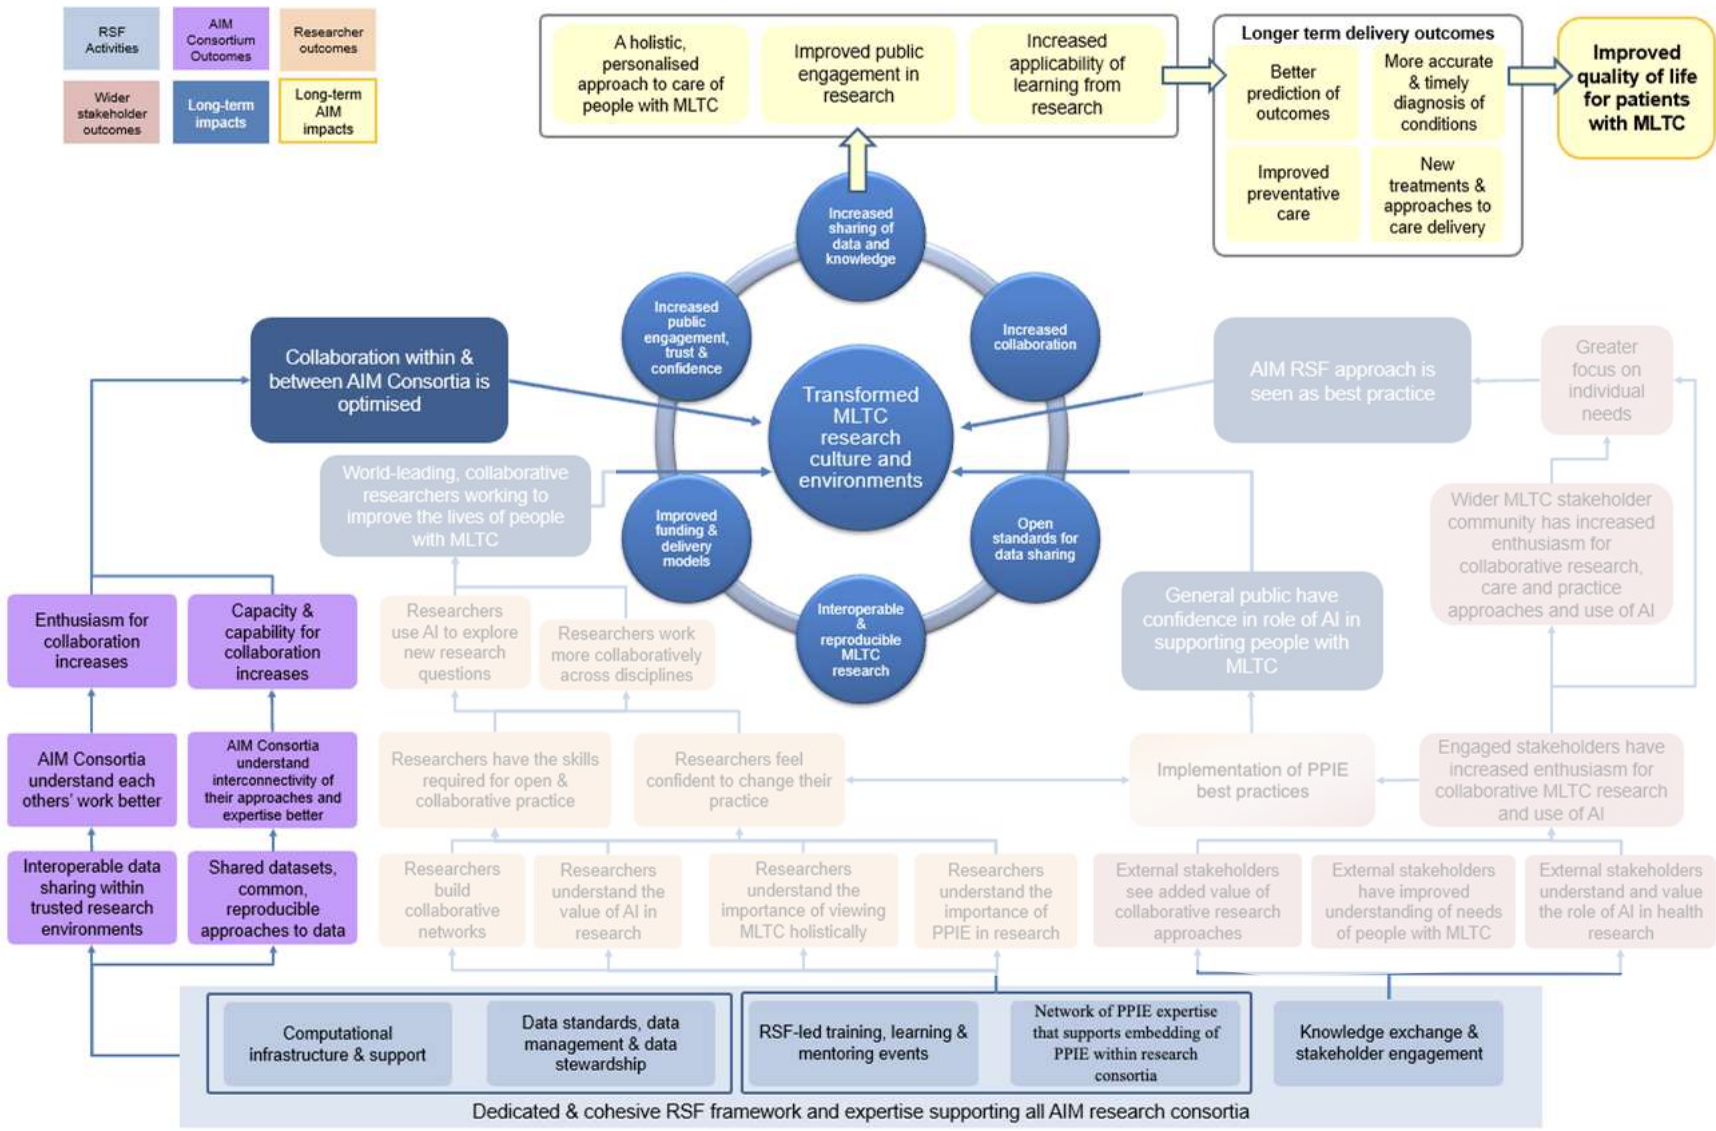 RSF
Activities
AIM
Consortium
Outcomes
Researcher
outcomes
Wider
stakeholder
outcomes
Long-term
impacts
Long-term
AIM
impacts
A holistic,
personalised
approach to care of
people with MLTC
Improved public
engagement in
research
Increased
applicability of
learning from
research
Longer term delivery outcomes
Better
prediction of
outcomes
More accurate
& timely
diagnosis of
conditions
Improved
preventative
care
New
treatments &
approaches to
care delivery
Improved
quality of life
for patients
with MLTC
Increased
sharing of
data and
knowledge
Increased
public
engagement,
trust &
confidence
Increased
collaboration
Transformed
MLTC
research
culture and
environments
Improved
funding &
delivery
models
Open
standards for
data sharing
Interoperable
&
reproducible
MLTC
research
Collaboration within &
between AIM Consortia is
optimised
World-leading, collaborative
researchers working to
improve the lives of people
with MLTC
AIM RSF approach is
seen as best practice
Greater
focus on
individual
needs
Wider MLTC stakeholder
community has increased
enthusiasm for
collaborative research,
care and practice
approaches and use of AI
General public have
confidence in role of AI in
supporting people with
MLTC
Enthusiasm for
collaboration
increases
Capacity &
capability for
collaboration
increases
Researchers
use AI to explore
new research
questions
Researchers work
more collaboratively
across disciplines
AIM Consortia
understand each
others' work better
AIM Consortia
understand
interconnectivity of
their approaches and
expertise better
Researchers have the skills
required for open &
collaborative practice
Researchers feel
confident to change their
practice
Implementation of PPIE
best practices
Engaged stakeholders have
increased enthusiasm for
collaborative MLTC research
and use of AI
Interoperable data
sharing within
trusted research
environments
Shared datasets,
common,
reproducible
approaches to data
Researchers
build
collaborative
networks
Researchers
understand the
value of AI in
research
Researchers
understand the
importance of viewing
MLTC holistically
Researchers
understand the
importance of
PPIE in research
External stakeholders
see added value of
collaborative research
approaches
External stakeholders
have improved
understanding of needs
of people with MLTC
External stakeholders
understand and value
the role of AI in health
research
Computational
infrastructure & support
Data standards, data
management & data
stewardship
RSF-led training, learning &
mentoring events
Network of PPIE expertise
that supports embedding of
PPIE within research
consortia
Knowledge exchange &
stakeholder engagement
Dedicated & cohesive RSF framework and expertise supporting all AIM research consortia